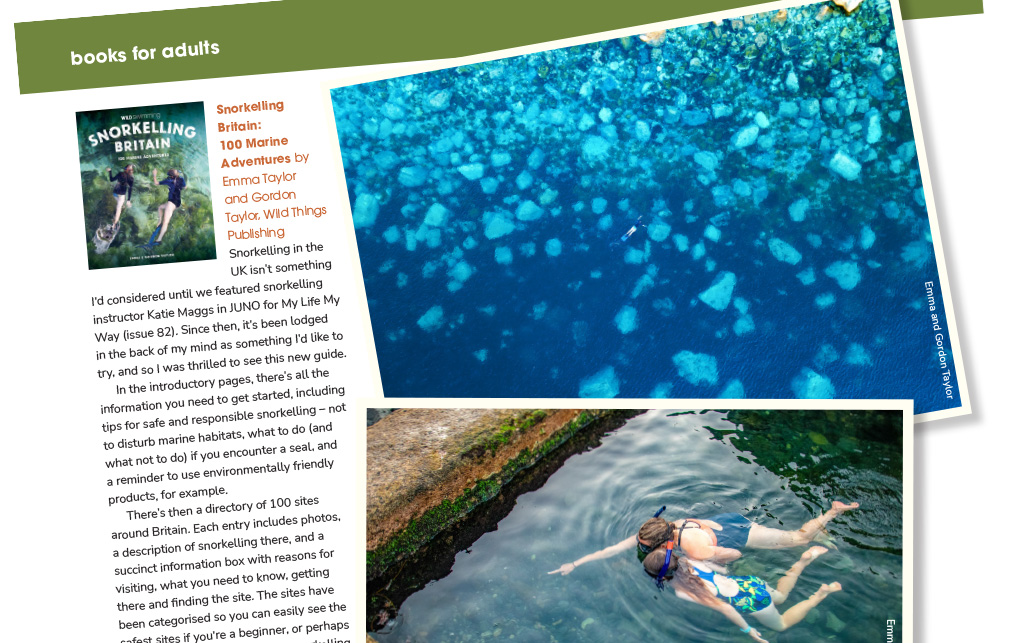 books for adults
WILD SWIMMING
SNORKELLING
BRITAIN
100 MARINE ADVENTURES
Snorkelling
Britain:
100 Marine
Adventures by
Emma Taylor
and Gordon
Taylor, Wild Things
Publishing
Snorkelling in the
UK isn't something
I'd considered until we featured snorkelling
instructor Katie Maggs in JUNO for My Life My
Way (issue 82). Since then, it's been lodged
in the back of my mind as something I'd like to
try, and so I was thrilled to see this new guide.
In the introductory pages, there's all the
information you need to get started, including
tips for safe and responsible snorkelling – not
to disturb marine habitats, what to do (and
what not to do) if you encounter a seal, and
a reminder to use environmentally friendly
products, for example.
There's then a directory of 100 sites
around Britain. Each entry includes photos,
a description of snorkelling there, and a
succinct information box with reasons for
visiting, what you need to know, getting
there and finding the site. The sites have
been categorised so you can easily see the
safest sites if you're a beginner, or perhaps
Emma and Gordon Taylor
Emm